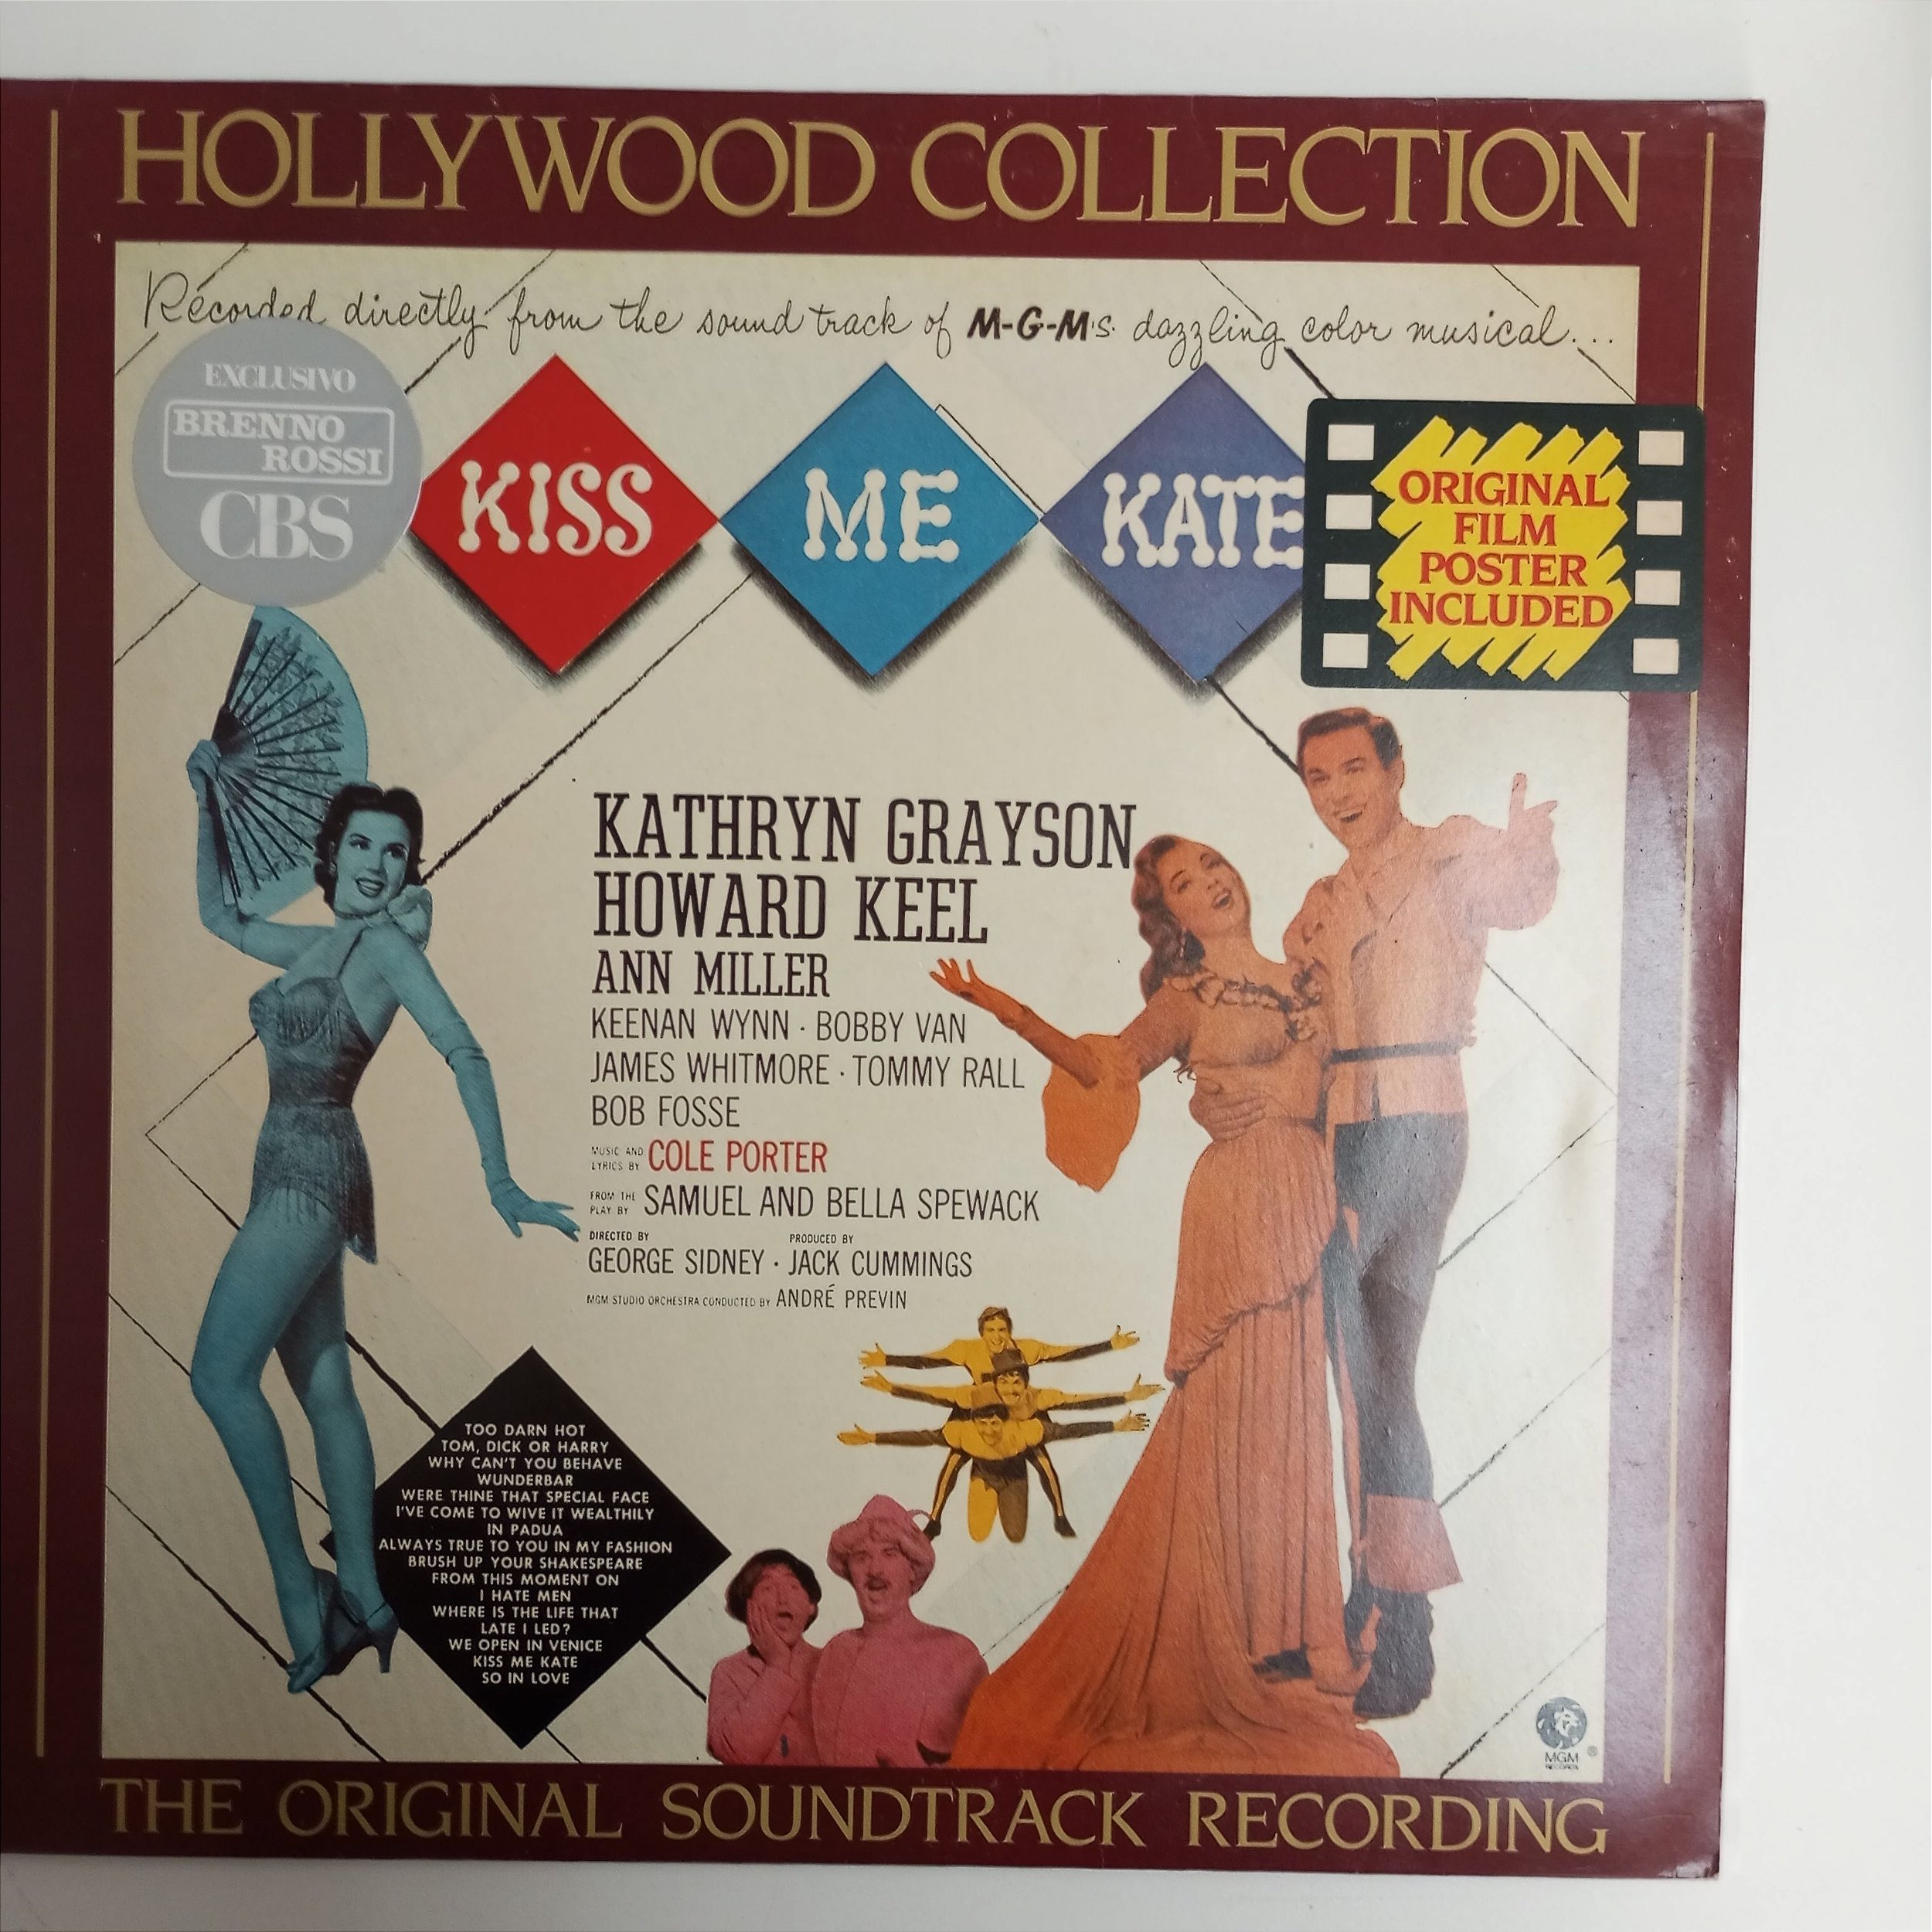 HOLLYWOOD COLLECTION
Recorded directly from the sound track of M-G-M's dazzling color musical...
EXCLUSIVO
BRENNO
ROSSI
CBS
KISS
ME
KATE
ORIGINAL
FILM
POSTER
INCLUDED
KATHRYN GRAYSON
HOWARD KEEL
ANN MILLER
KEENAN WYNN · BOBBY VAN
JAMES WHITMORE · TOMMY RALL
BOB FOSSE
MUSIC AND
LYRICS BY COLE PORTER
FROM THE
PLAY BY SAMUEL AND BELLA SPEWACK
DIRECTED BY PRODUCED BY
GEORGE SIDNEY · JACK CUMMINGS
MGM STUDIO ORCHESTRA CONDUCTED BY ANDRÉ PREVIN
TOO DARN HOT
TOM, DICK OR HARRY
WHY CAN'T YOU BEHAVE
WUNDERBAR
WERE THINE THAT SPECIAL FACE
I'VE COME TO WIVE IT WEALTHILY
IN PADUA
ALWAYS TRUE TO YOU IN MY FASHION
BRUSH UP YOUR SHAKESPEARE
FROM THIS MOMENT ON
I HATE MEN
WHERE IS THE LIFE THAT
LATE I LED?
WE OPEN IN VENICE
KISS ME KATE
SO IN LOVE
MGM
RECORDS
®
THE ORIGINAL SOUNDTRACK RECORDING